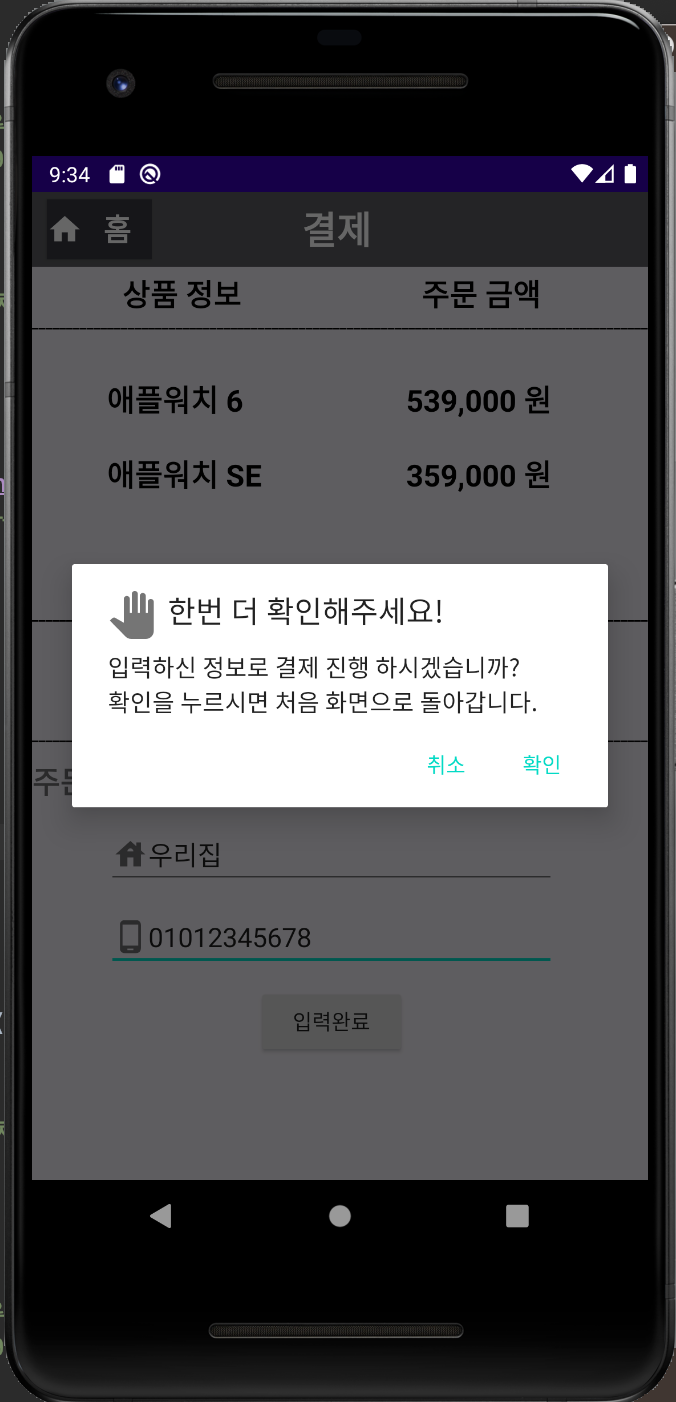 9:34
홈 결제
상품 정보 주문 금액
애플워치 6 539,000 원
애플워치 SE 359,000 원
한번 더 확인해주세요!
입력하신 정보로 결제 진행 하시겠습니까?
확인을 누르시면 처음 화면으로 돌아갑니다.
취소 확인
우리집
01012345678
입력완료